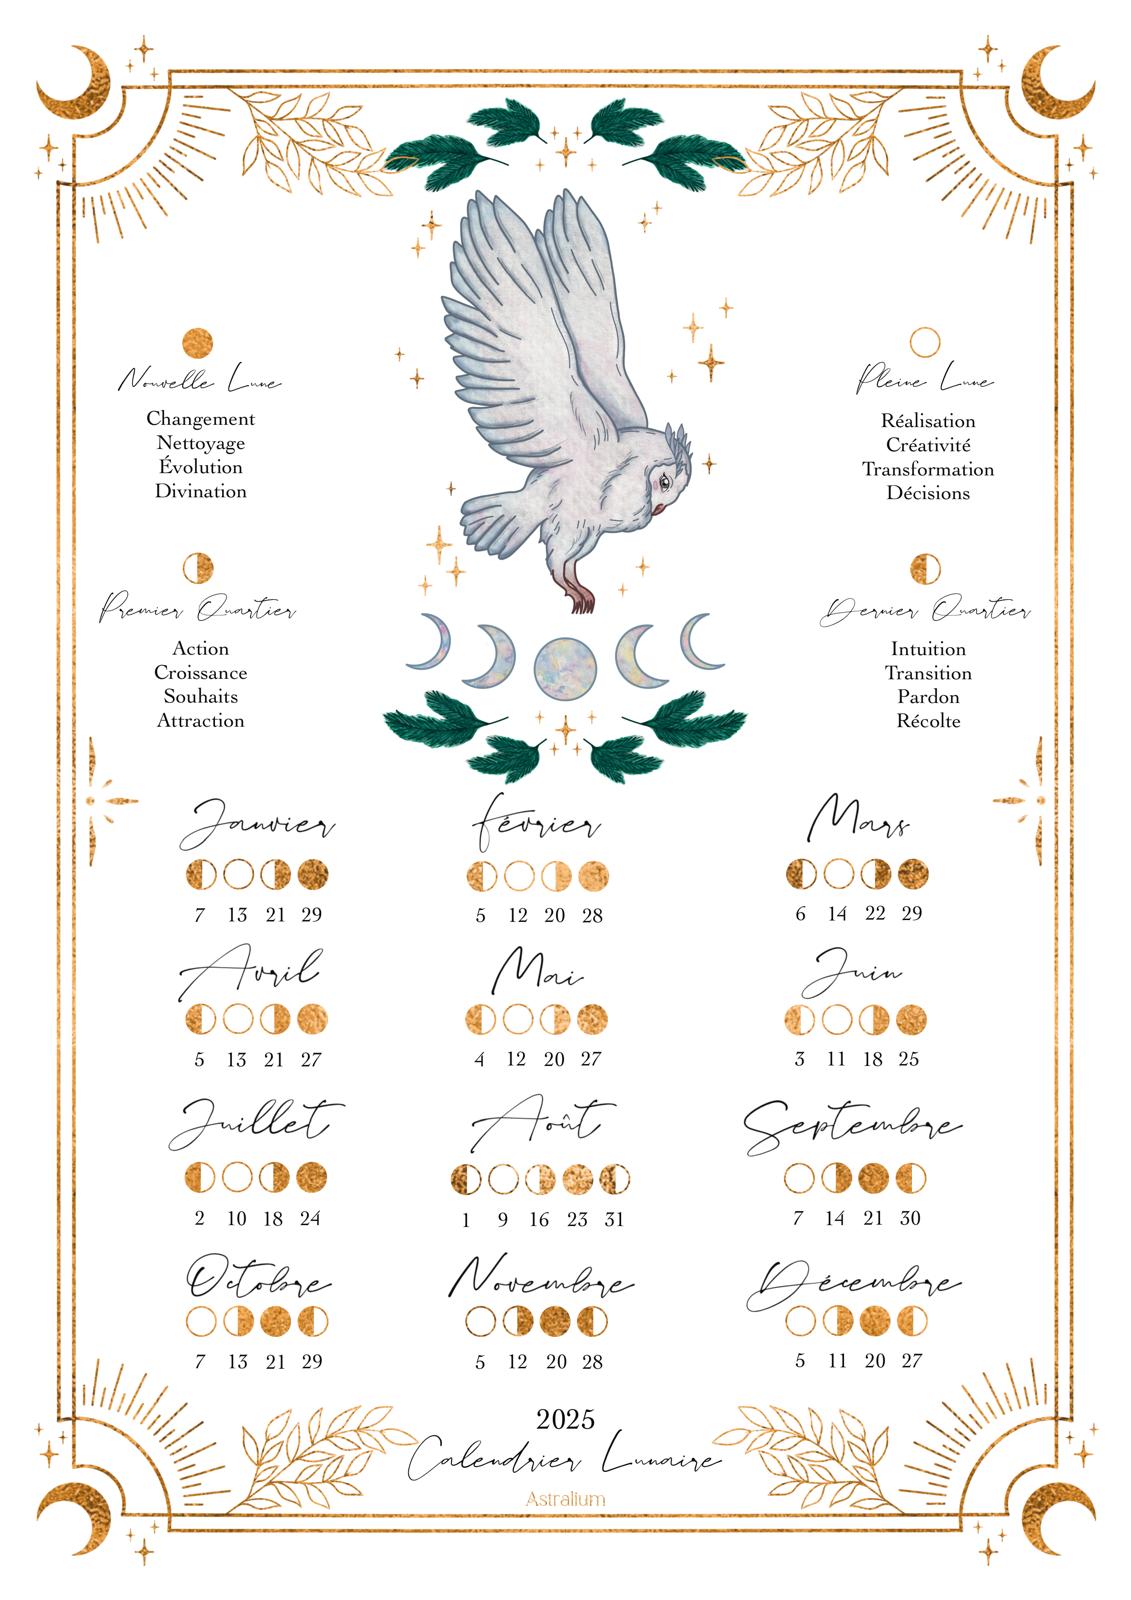 Nouvelle Lune
Changement
Nettoyage
Évolution
Divination
Pleine Lune
Réalisation
Créativité
Transformation
Décisions
Premier Quartier
Action
Croissance
Souhaits
Attraction
Dernier Quartier
Intuition
Transition
Pardon
Récolte
Janvier
7 13 21 29
février
5 12 20 28
Mars
6 14 22 29
Avril
5 13 21 27
Mai
4 12 20 27
Juin
3 11 18 25
Juillet
2 10 18 24
Août
1 9 16 23 31
Septembre
7 14 21 30
Octobre
7 13 21 29
Novembre
5 12 20 28
Décembre
5 11 20 27
2025
Calendrier Lunaire
Astralium